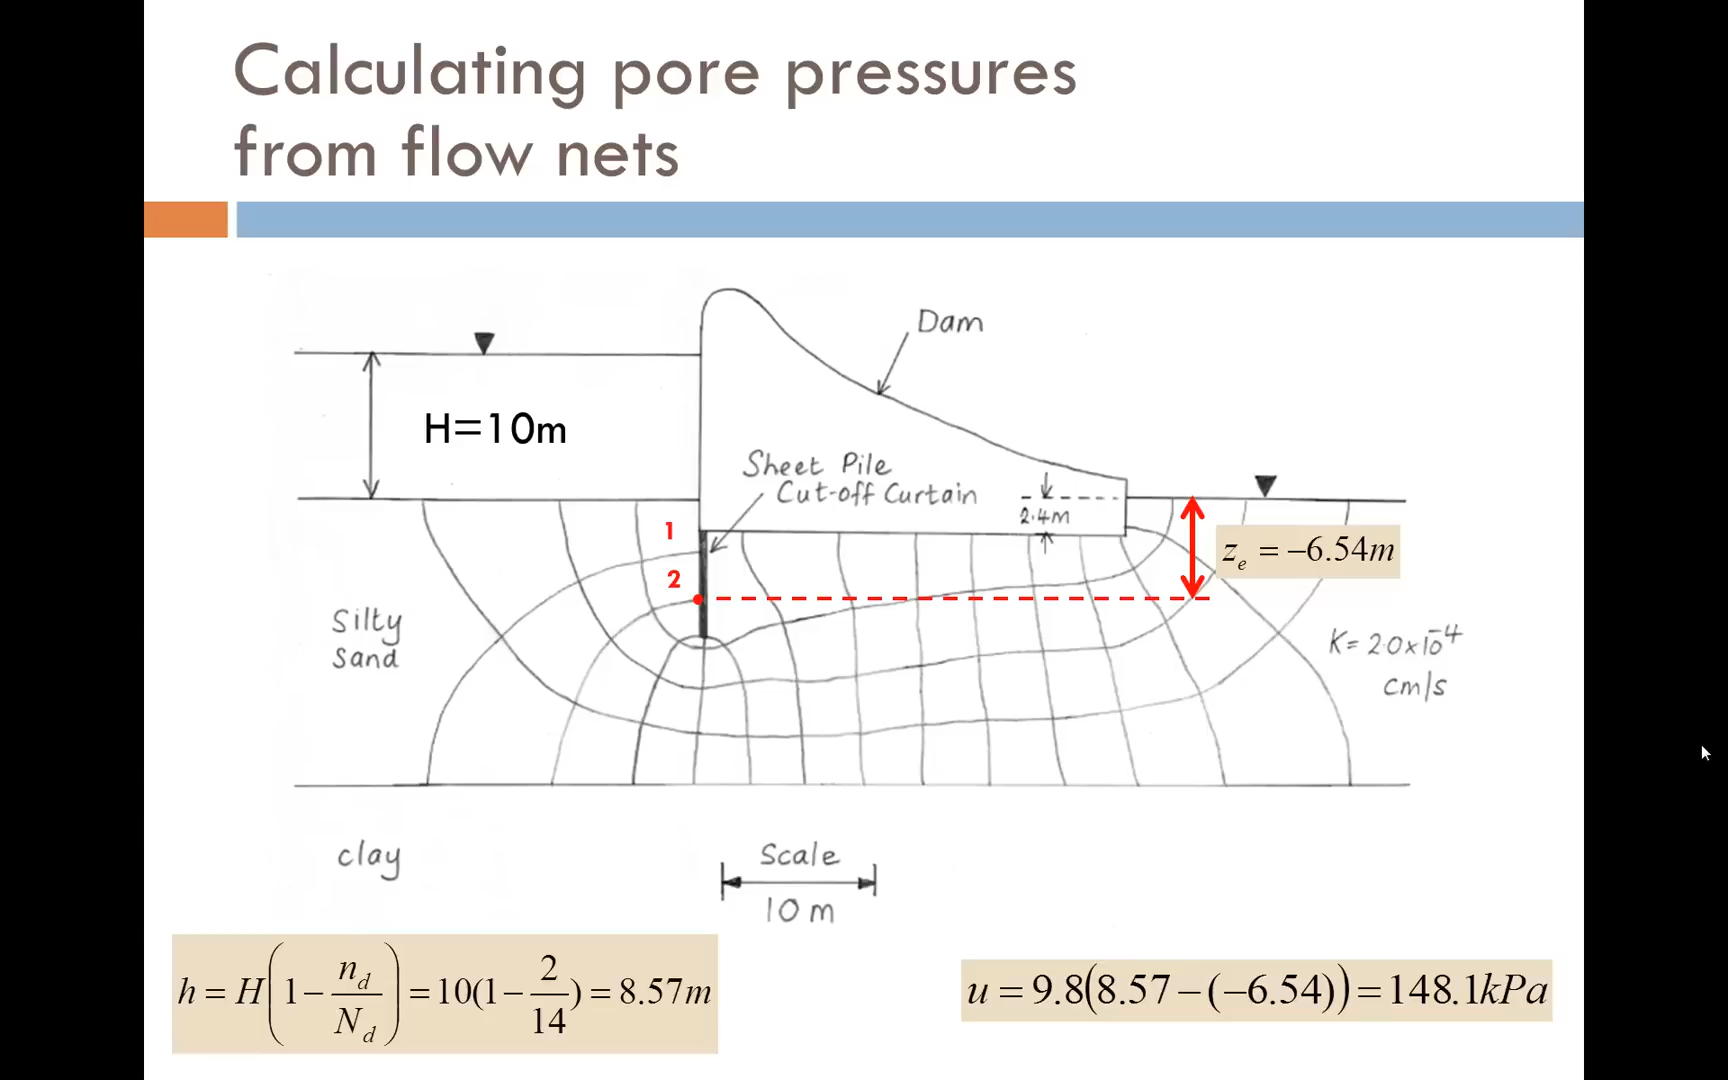 Calculating pore pressures
from flow nets
Dam
H=10m
Sheet Pile
Cut-off Curtain
2.4m
1
2
z_e = −6.54m
Silty
Sand
K= 2.0×10^-4
cm/s
clay
Scale
10 m
h = H(1 − n_d/N_d) = 10(1 − 2/14) = 8.57m
u = 9.8(8.57 − (−6.54)) = 148.1kPa